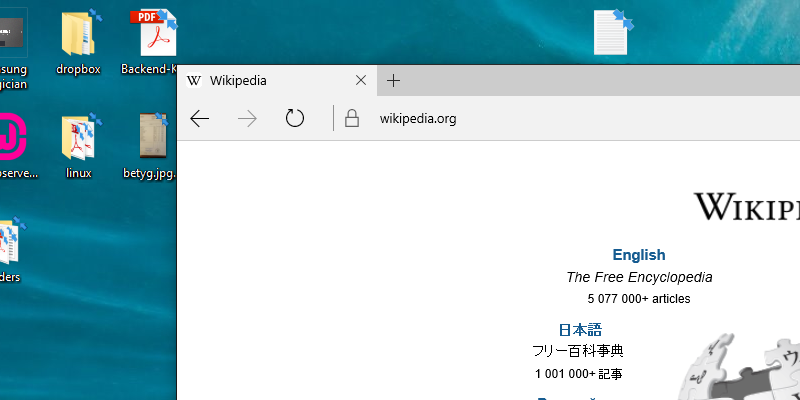 PDF
sung
gician
dropbox
Backend-K
Wikipedia
wikipedia.org
bserve...
linux
betyg.jpg.
ders
WIKIP
English
The Free Encyclopedia
5 077 000+ articles
日本語
フリー百科事典
1 001 000+ 記事